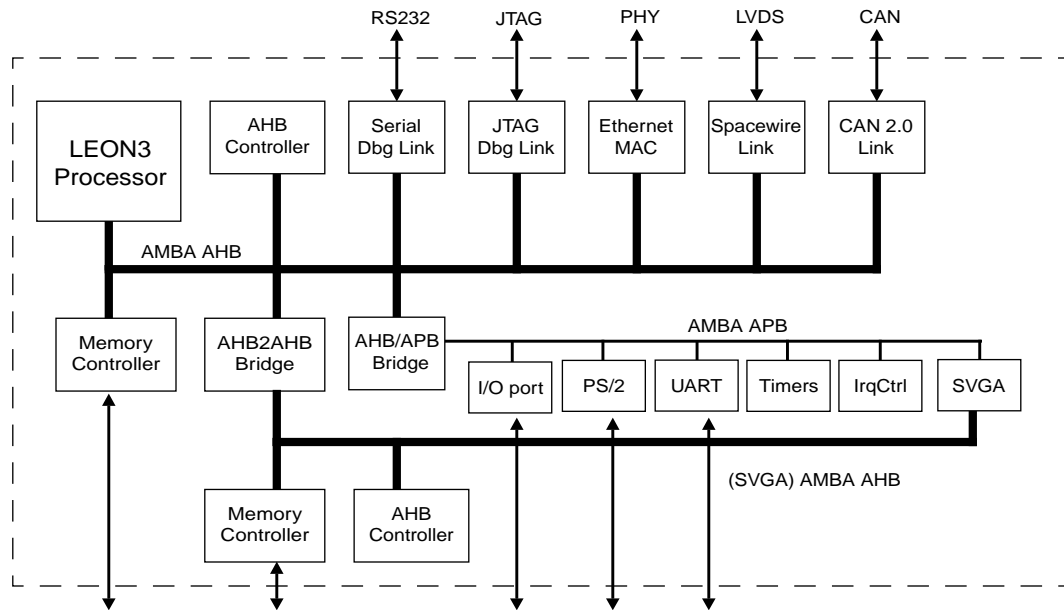 RS232 JTAG PHY LVDS CAN
LEON3
Processor
AHB
Controller
Serial
Dbg Link
JTAG
Dbg Link
Ethernet
MAC
Spacewire
Link
CAN 2.0
Link
AMBA AHB
Memory
Controller
AHB2AHB
Bridge
AHB/APB
Bridge
AMBA APB
I/O port
PS/2
UART
Timers
IrqCtrl
SVGA
(SVGA) AMBA AHB
Memory
Controller
AHB
Controller